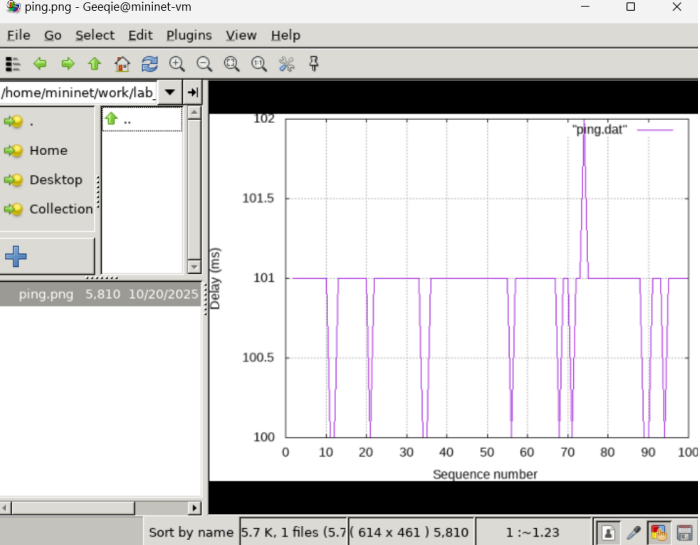 ping.png - Geeqie@mininet-vm
File Go Select Edit Plugins View Help
/home/mininet/work/lab_
.
Home
Desktop
Collection
..
ping.png 5,810 10/20/2025
102
101.5
101
100.5
100
Delay (ms)
"ping.dat"
0 10 20 30 40 50 60 70 80 90 100
Sequence number
Sort by name
5.7 K, 1 files (5.7
( 614 x 461 ) 5,810
1 :~1.23